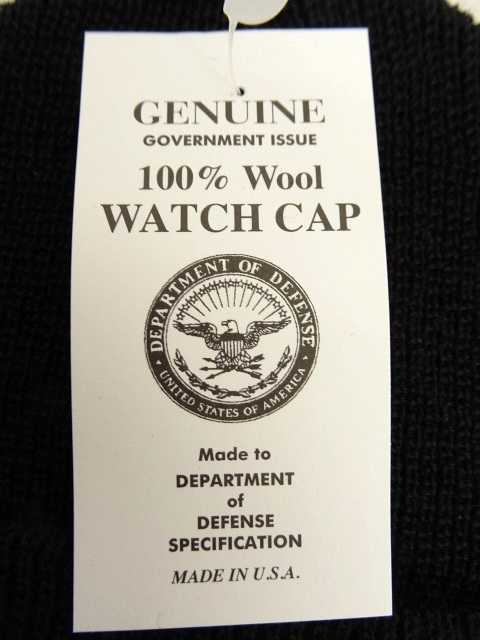 GENUINE
GOVERNMENT ISSUE
100% Wool
WATCH CAP
DEPARTMENT OF DEFENSE
UNITED STATES OF AMERICA
Made to
DEPARTMENT
of
DEFENSE
SPECIFICATION
MADE IN U.S.A.